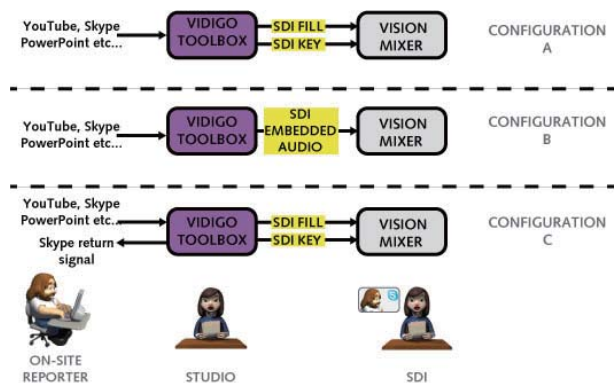 YouTube, Skype
PowerPoint etc...
VIDIGO
TOOLBOX
SDI FILL
SDI KEY
VISION
MIXER
CONFIGURATION
A
YouTube, Skype
PowerPoint etc...
VIDIGO
TOOLBOX
SDI
EMBEDDED
AUDIO
VISION
MIXER
CONFIGURATION
B
YouTube, Skype
PowerPoint etc...
Skype return
signal
VIDIGO
TOOLBOX
SDI FILL
SDI KEY
VISION
MIXER
CONFIGURATION
C
ON-SITE
REPORTER
STUDIO
SDI